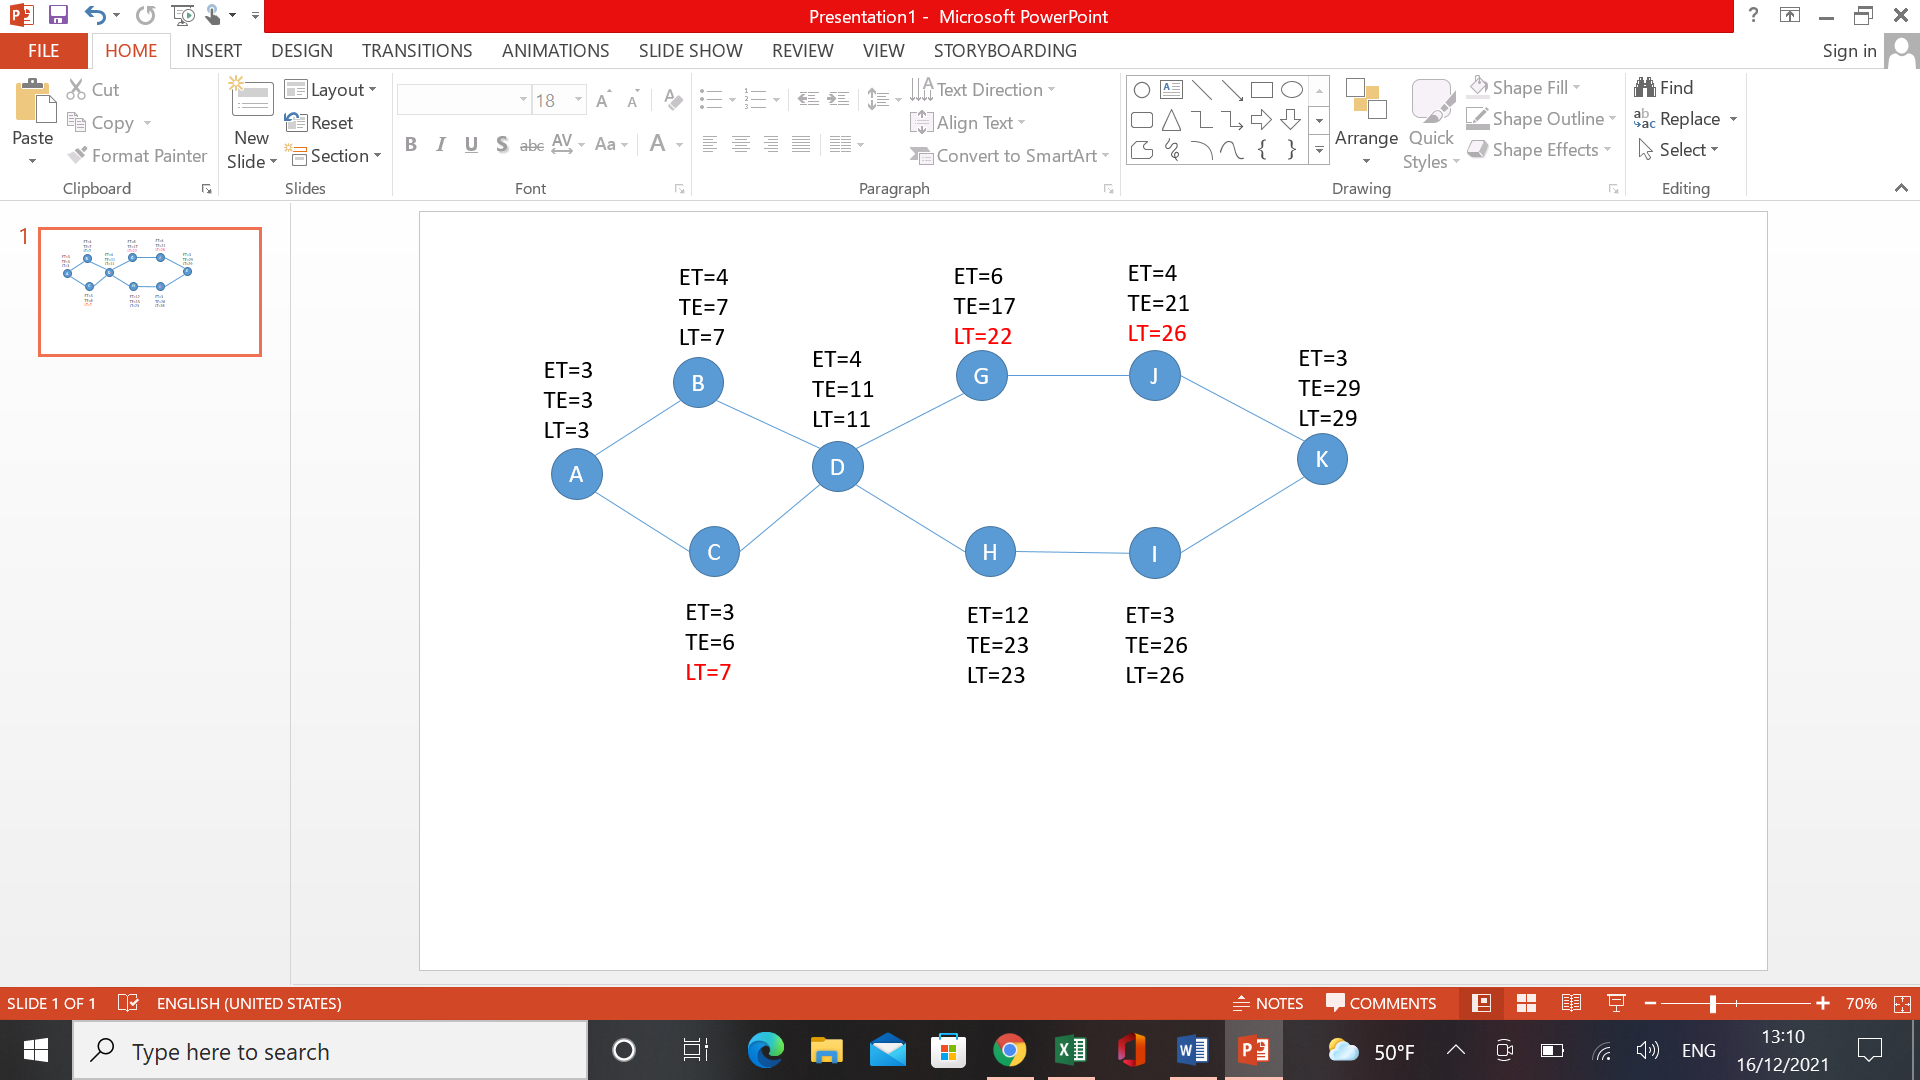 Presentation1 - Microsoft PowerPoint
?
FILE HOME INSERT DESIGN TRANSITIONS ANIMATIONS SLIDE SHOW REVIEW VIEW STORYBOARDING
Sign in
Paste
Cut
Copy
Format Painter
Clipboard
New
Slide
Layout
Reset
Section
Slides
18
A A
B I U S abc AV Aa A
Font
Text Direction
Align Text
Convert to SmartArt
Paragraph
Arrange
Quick
Styles
Shape Fill
Shape Outline
Shape Effects
Drawing
Find
Replace
Select
Editing
1
ET=4
TE=7
LT=7
ET=6
TE=17
LT=22
ET=4
TE=21
LT=26
ET=3
TE=3
LT=3
ET=4
TE=11
LT=11
ET=3
TE=29
LT=29
B
G
J
A
D
K
C
H
I
ET=3
TE=6
LT=7
ET=12
TE=23
LT=23
ET=3
TE=26
LT=26
SLIDE 1 OF 1 ENGLISH (UNITED STATES) NOTES COMMENTS 70%
Type here to search
50°F
ENG
13:10
16/12/2021